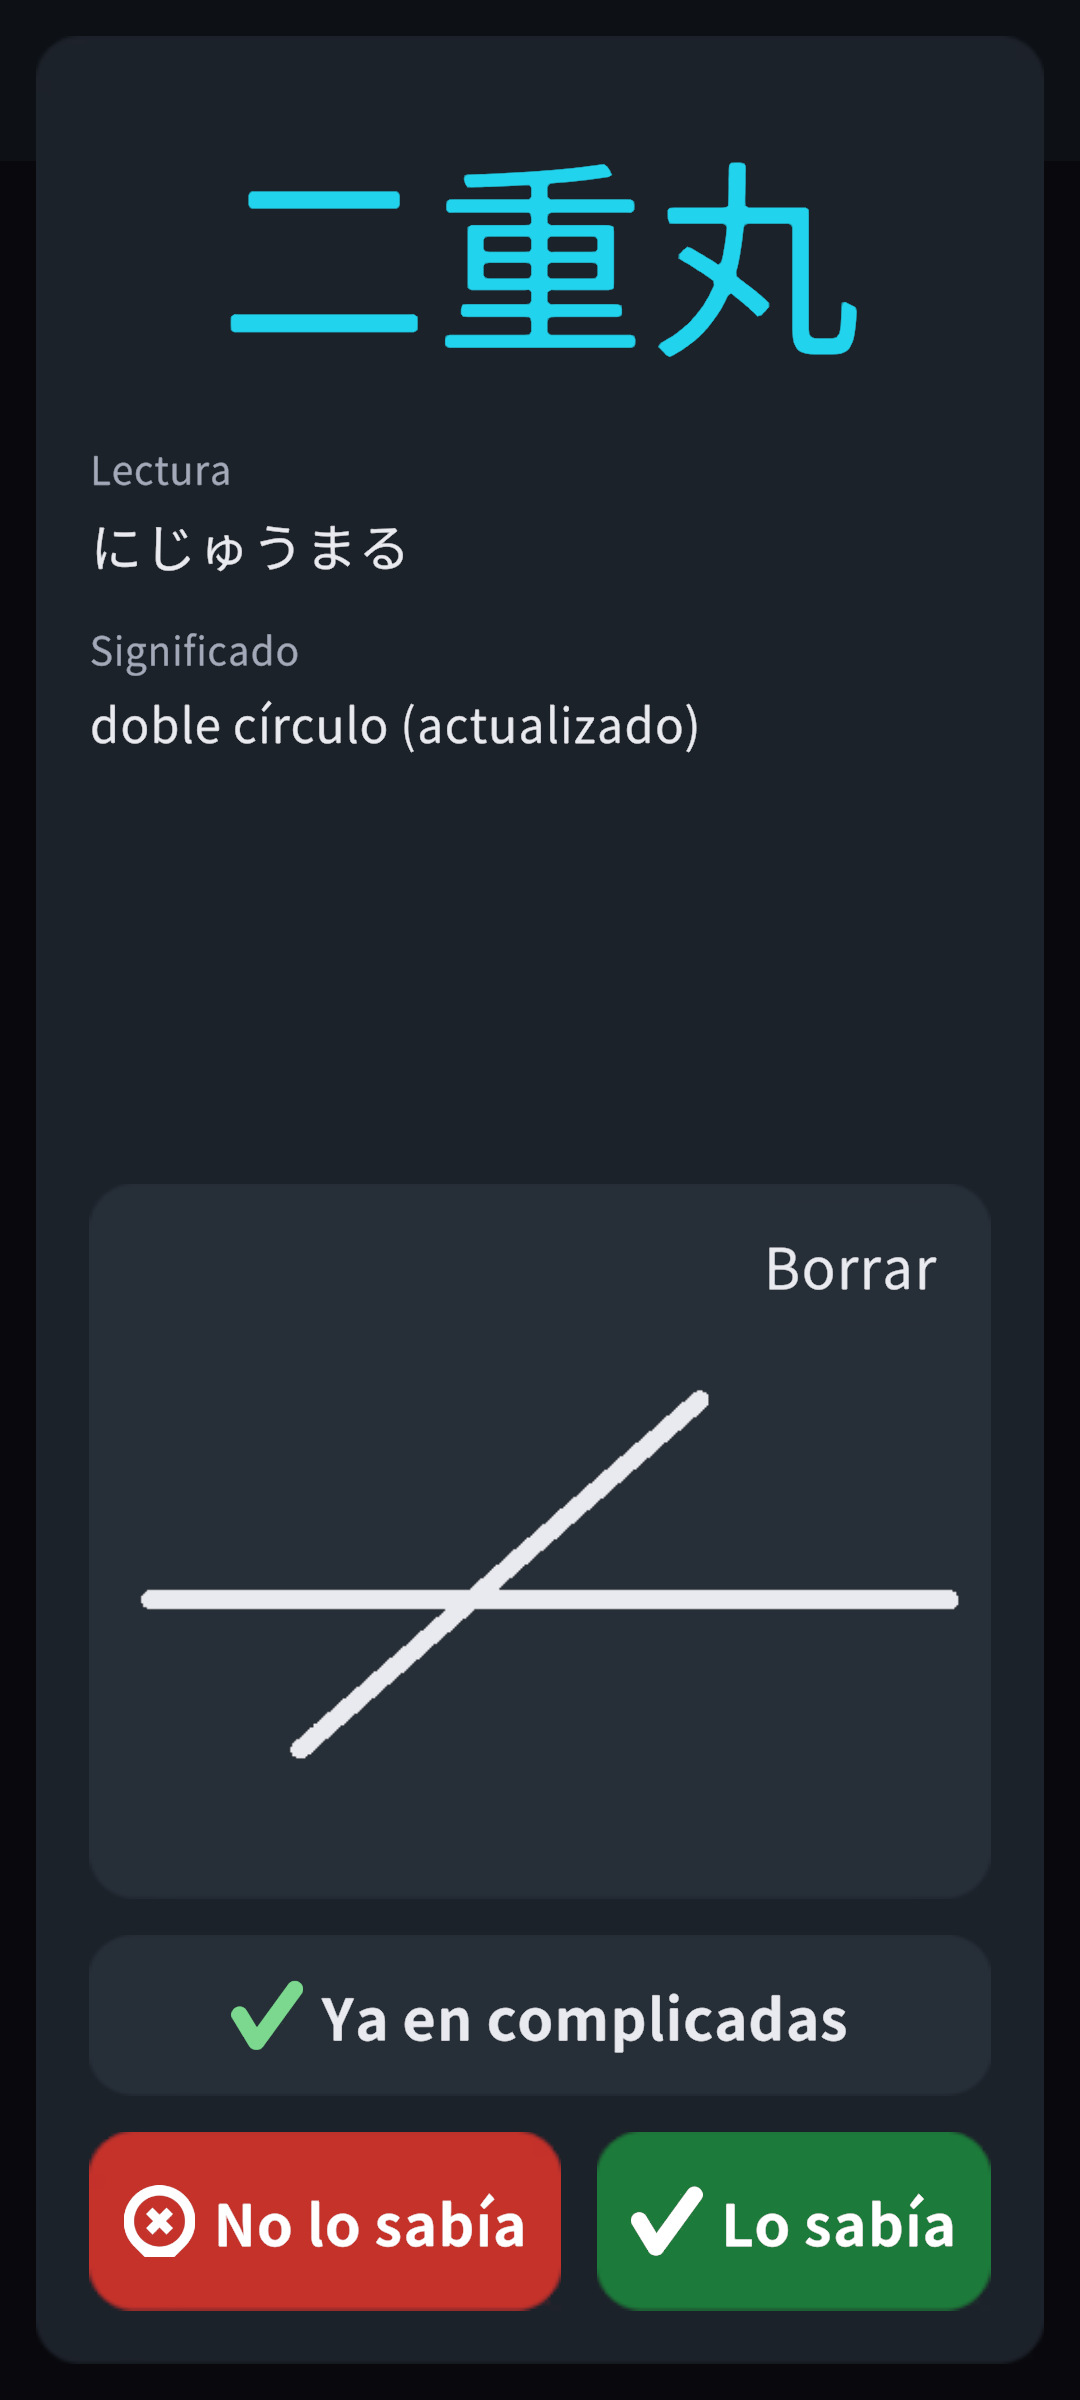 二重丸
Lectura
にじゅうまる
Significado
doble círculo (actualizado)
Borrar
Ya en complicadas
No lo sabía
Lo sabía